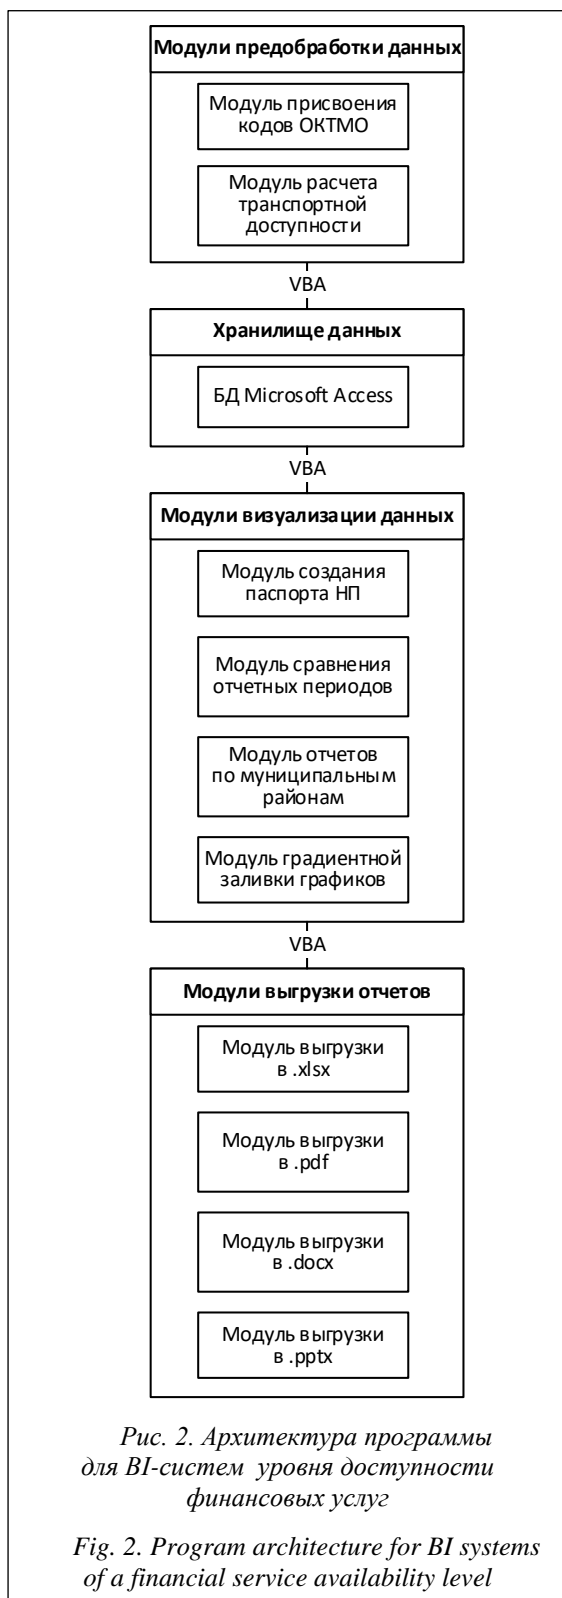 Модули предобработки данных
Модуль присвоения
кодов ОКТМО
Модуль расчета
транспортной
доступности
VBA
Хранилище данных
БД Microsoft Access
VBA
Модули визуализации данных
Модуль создания
паспорта НП
Модуль сравнения
отчетных периодов
Модуль отчетов
по муниципальным
районам
Модуль градиентной
заливки графиков
VBA
Модули выгрузки отчетов
Модуль выгрузки
в .xlsx
Модуль выгрузки
в .pdf
Модуль выгрузки
в .docx
Модуль выгрузки
в .pptx
Рис. 2. Архитектура программы
для BI-систем уровня доступности
финансовых услуг
Fig. 2. Program architecture for BI systems
of a financial service availability level